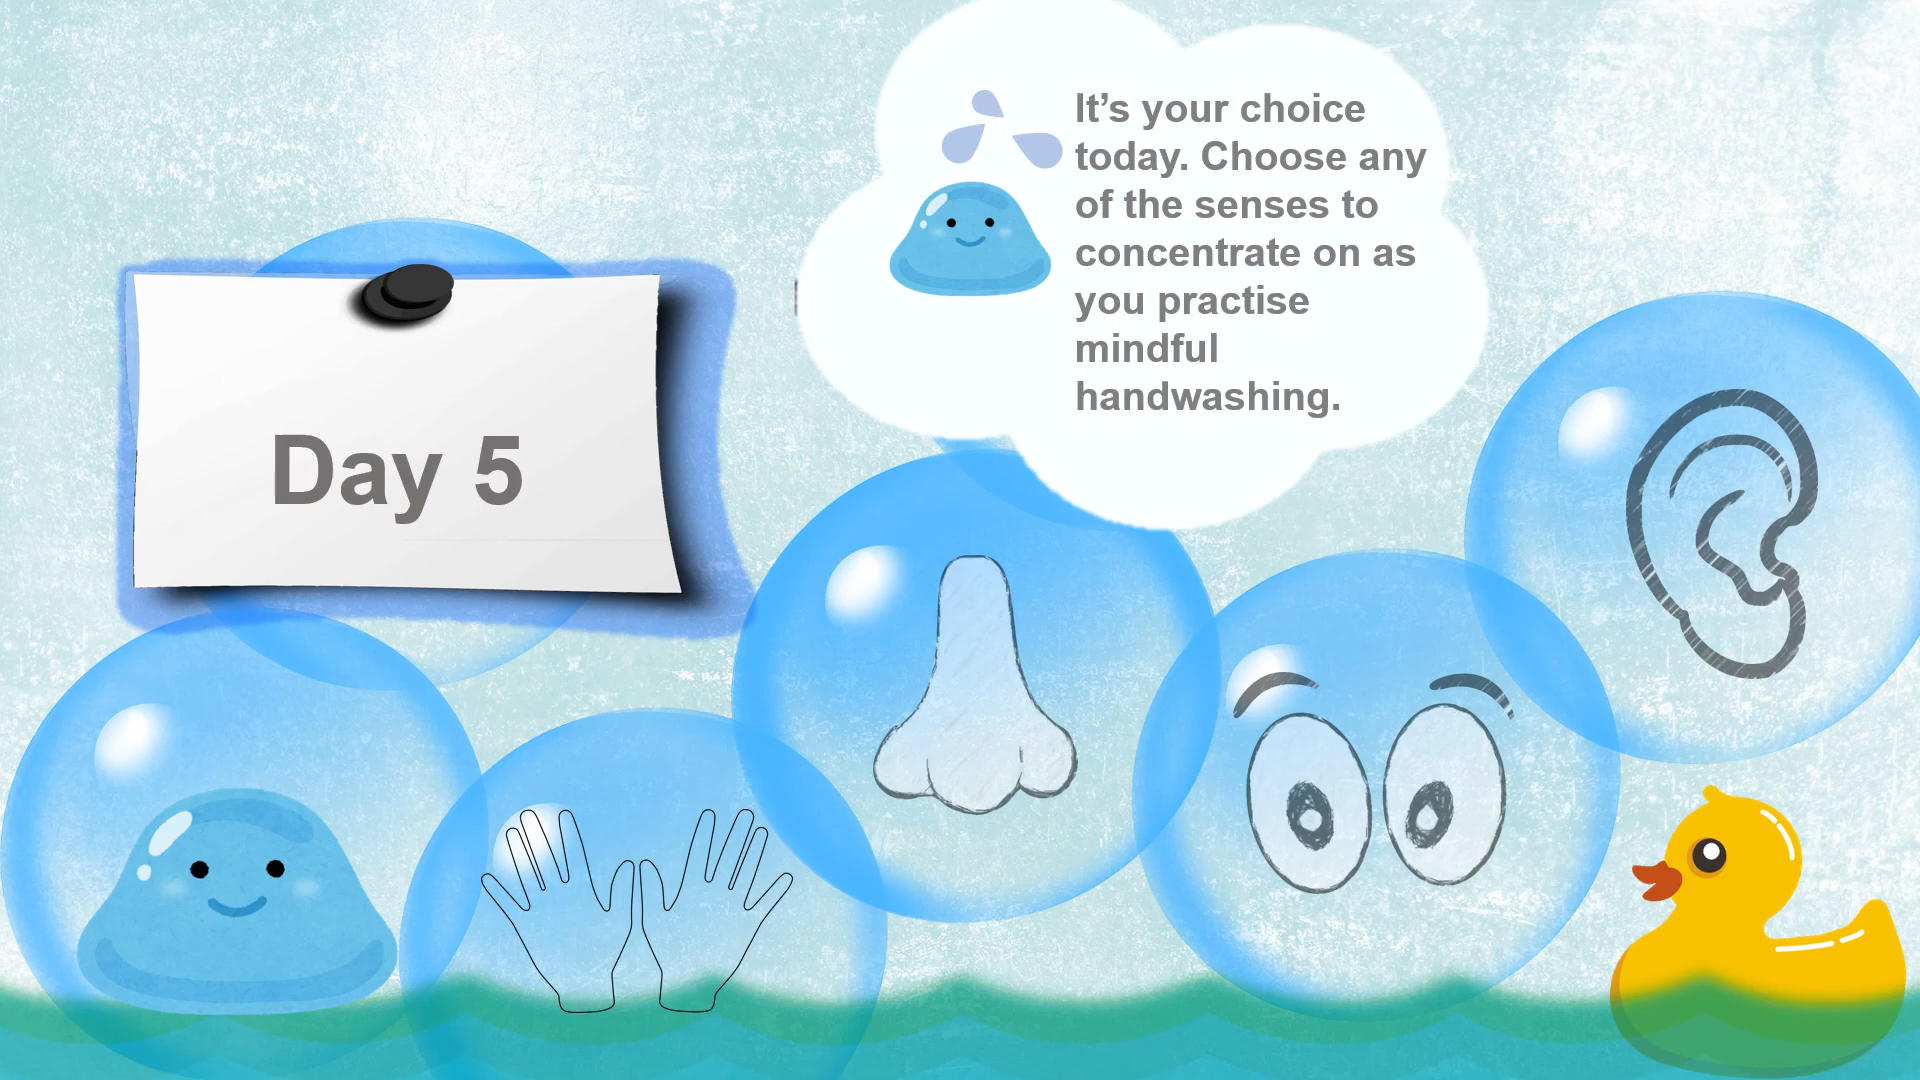 Day 5
It’s your choice
today. Choose any
of the senses to
concentrate on as
you practise
mindful
handwashing.